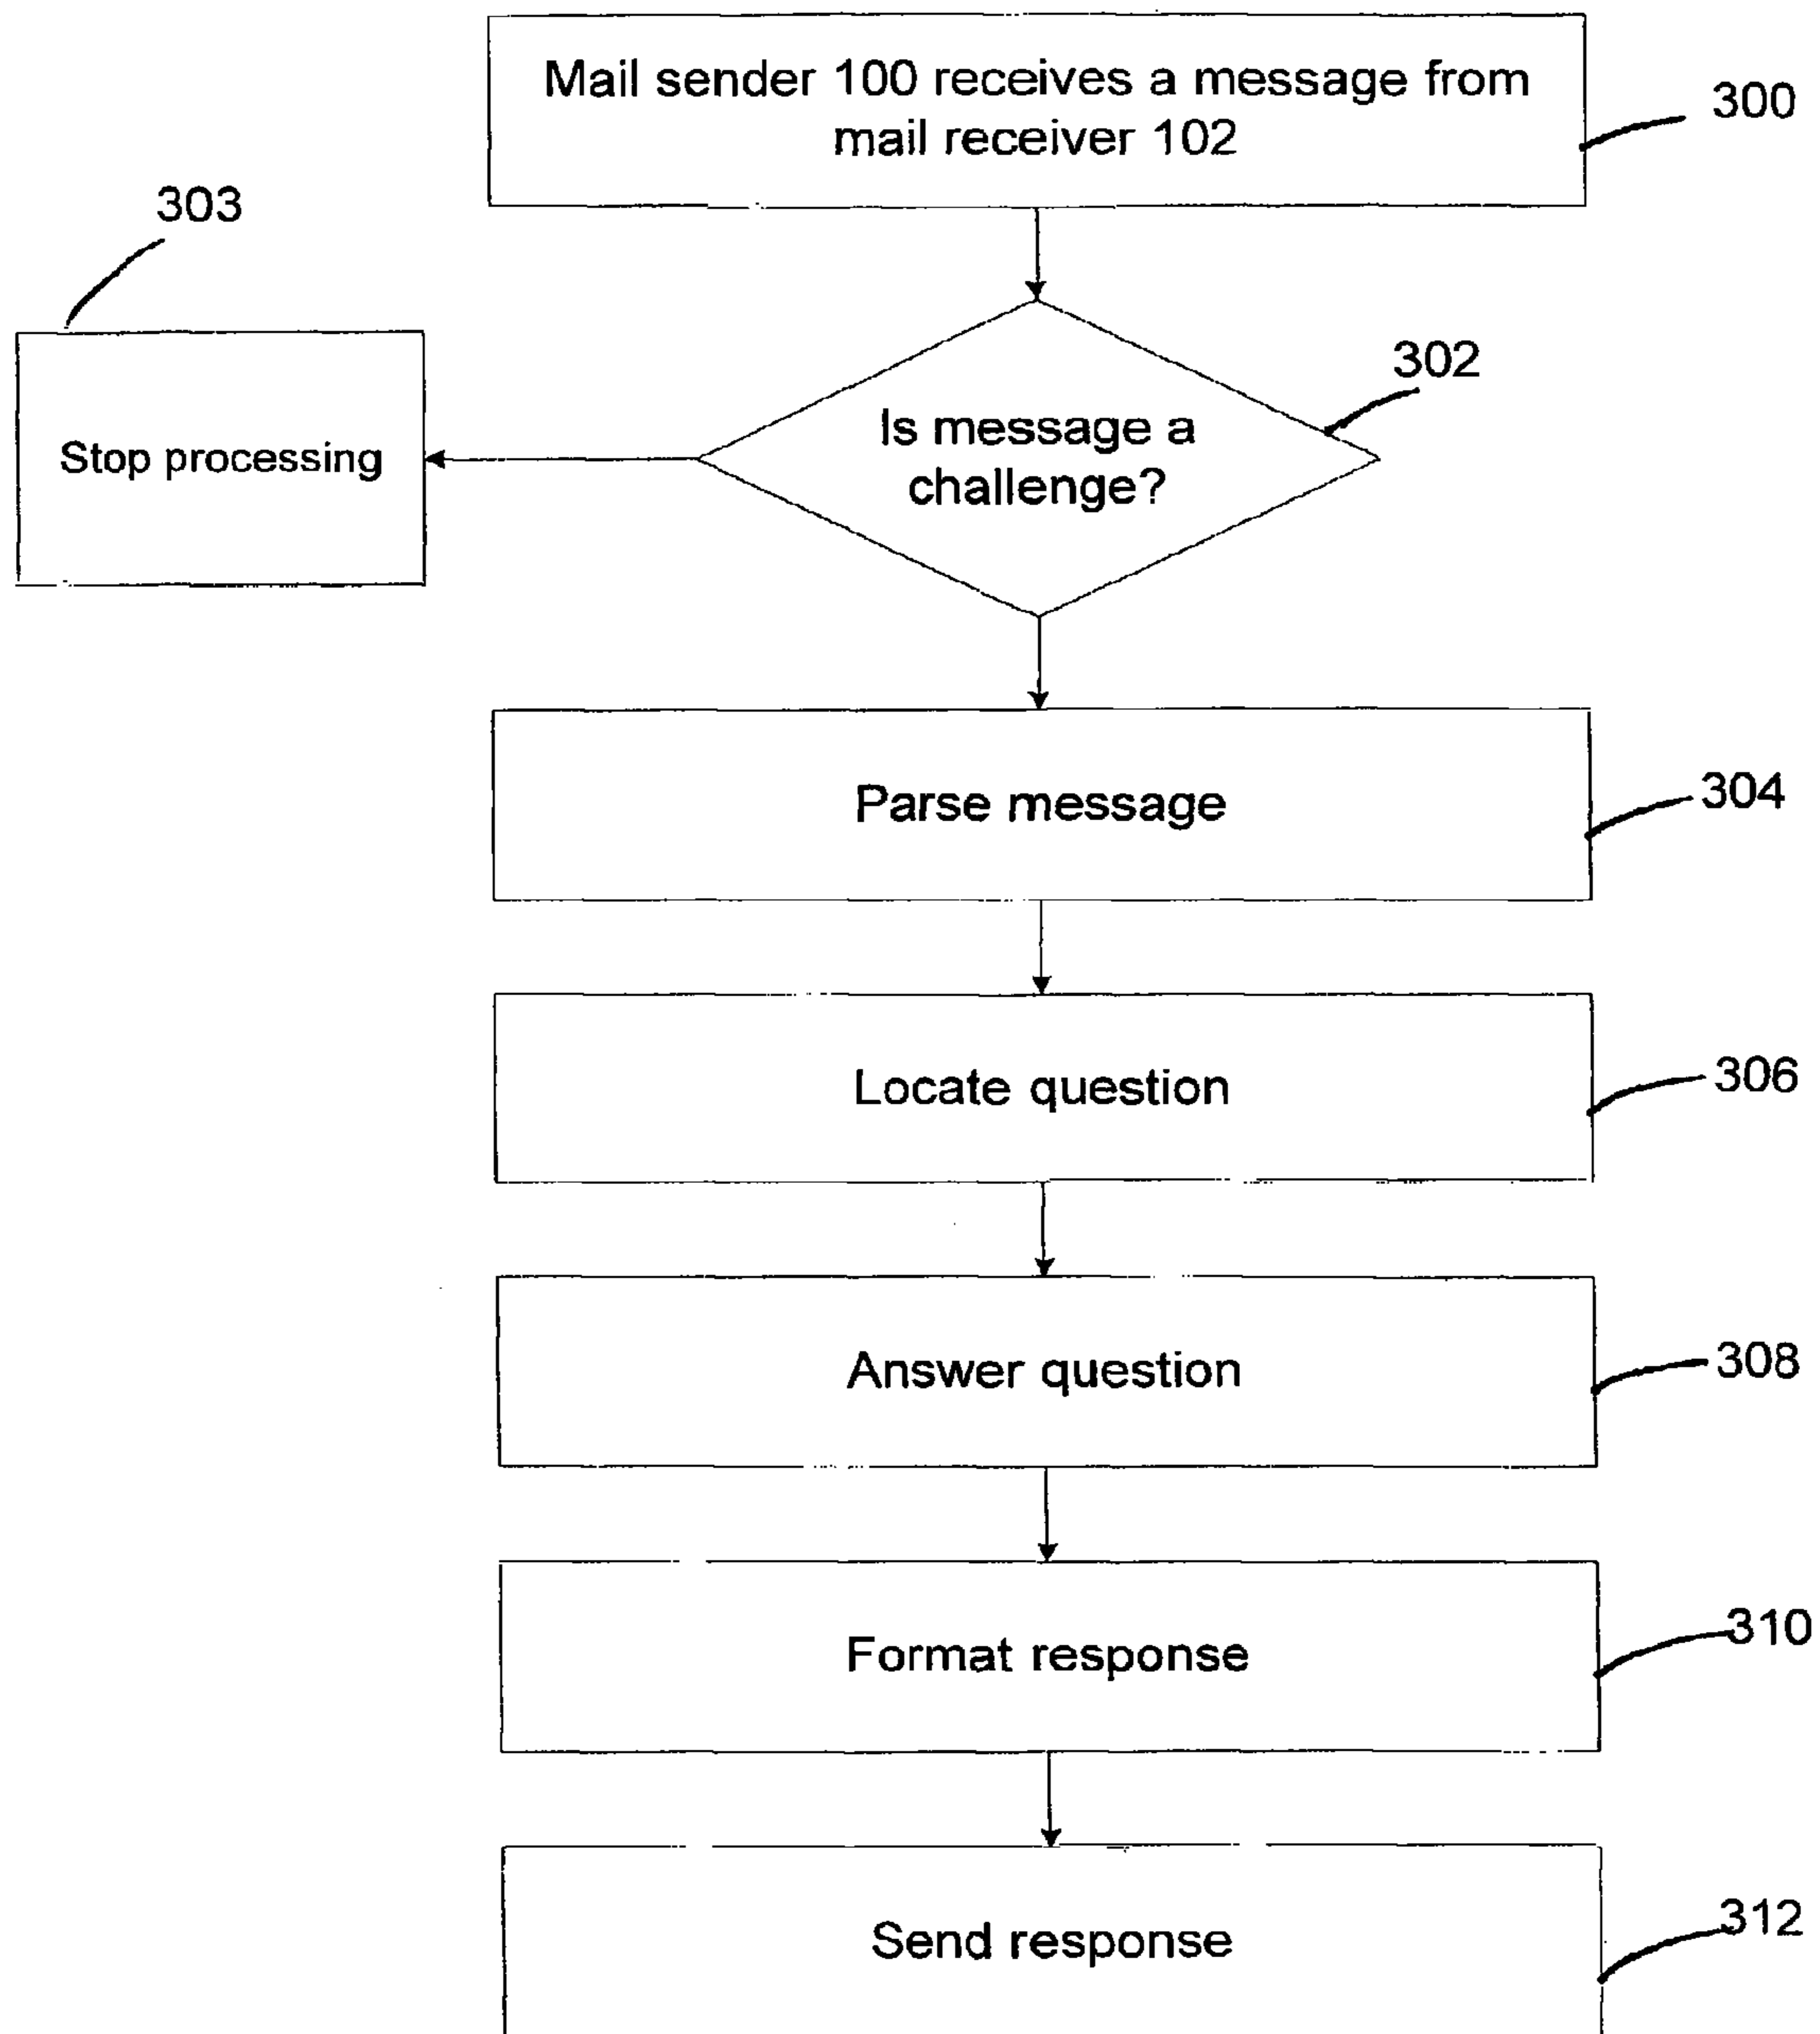 Mail sender 100 receives a message from
mail receiver 102
300
303
302
Is message a
challenge?
Stop processing
Parse message
304
Locate question
306
Answer question
308
Format response
310
Send response
312